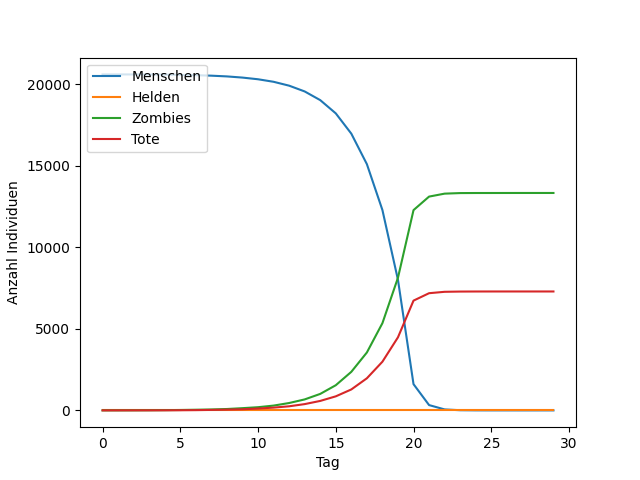 Menschen
Helden
Zombies
Tote
20000
15000
10000
5000
0
Anzahl Individuen
0 5 10 15 20 25 30
Tag